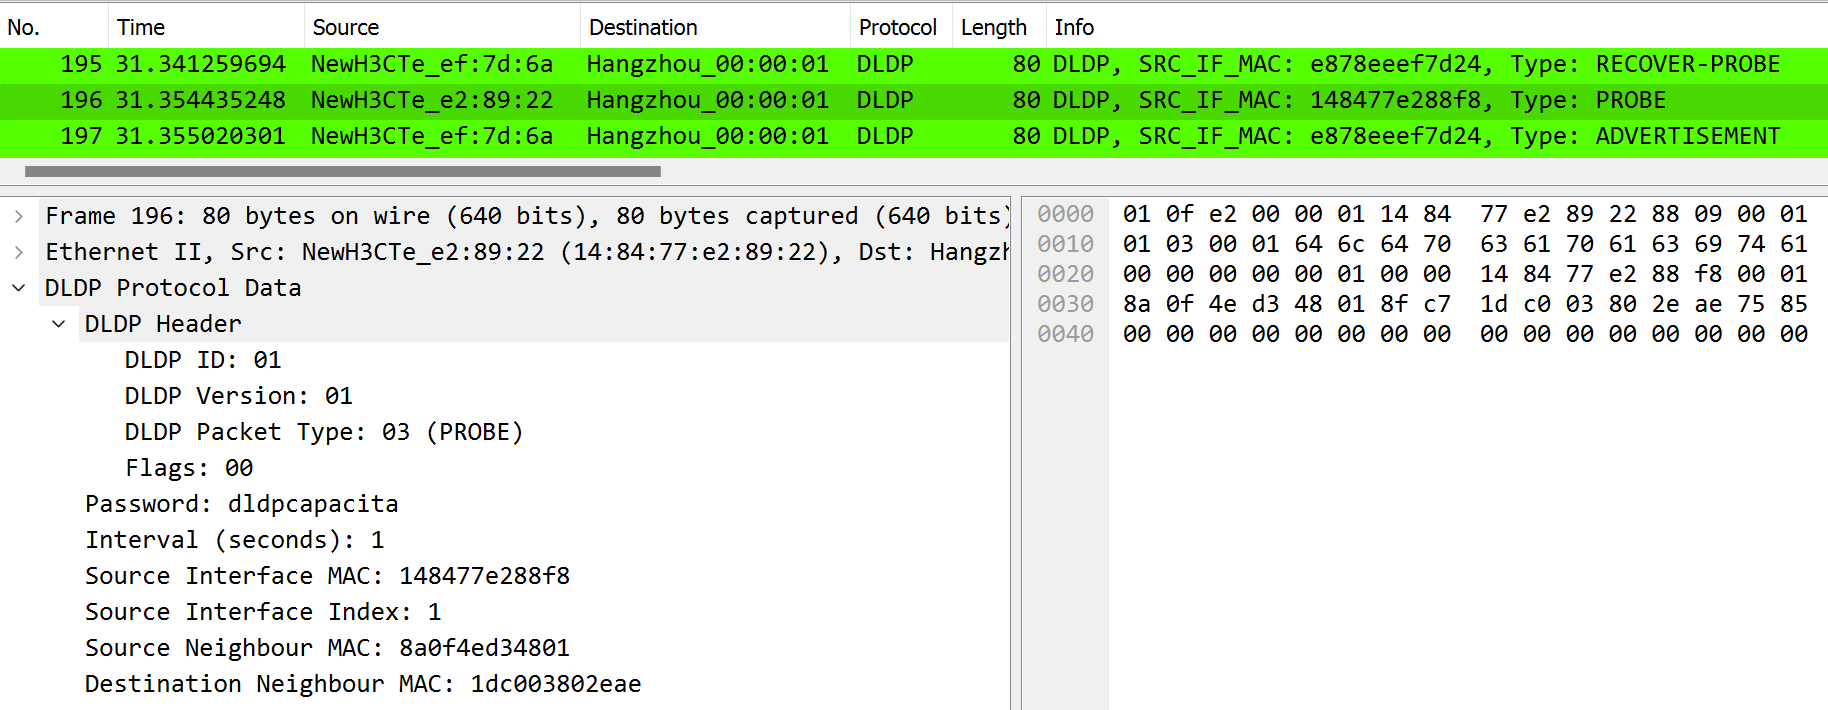 No. Time Source Destination Protocol Length Info
195 31.341259694 NewH3CTe_ef:7d:6a Hangzhou_00:00:01 DLDP 80 DLDP, SRC_IF_MAC: e878eeef7d24, Type: RECOVER-PROBE
196 31.354435248 NewH3CTe_e2:89:22 Hangzhou_00:00:01 DLDP 80 DLDP, SRC_IF_MAC: 148477e288f8, Type: PROBE
197 31.355020301 NewH3CTe_ef:7d:6a Hangzhou_00:00:01 DLDP 80 DLDP, SRC_IF_MAC: e878eeef7d24, Type: ADVERTISEMENT
Frame 196: 80 bytes on wire (640 bits), 80 bytes captured (640 bits)
Ethernet II, Src: NewH3CTe_e2:89:22 (14:84:77:e2:89:22), Dst: Hangzh
DLDP Protocol Data
DLDP Header
DLDP ID: 01
DLDP Version: 01
DLDP Packet Type: 03 (PROBE)
Flags: 00
Password: dldpcapacita
Interval (seconds): 1
Source Interface MAC: 148477e288f8
Source Interface Index: 1
Source Neighbour MAC: 8a0f4ed34801
Destination Neighbour MAC: 1dc003802eae
0000 01 0f e2 00 00 01 14 84 77 e2 89 22 88 09 00 01
0010 01 03 00 01 64 6c 64 70 63 61 70 61 63 69 74 61
0020 00 00 00 00 00 01 00 00 14 84 77 e2 88 f8 00 01
0030 8a 0f 4e d3 48 01 8f c7 1d c0 03 80 2e ae 75 85
0040 00 00 00 00 00 00 00 00 00 00 00 00 00 00 00 00